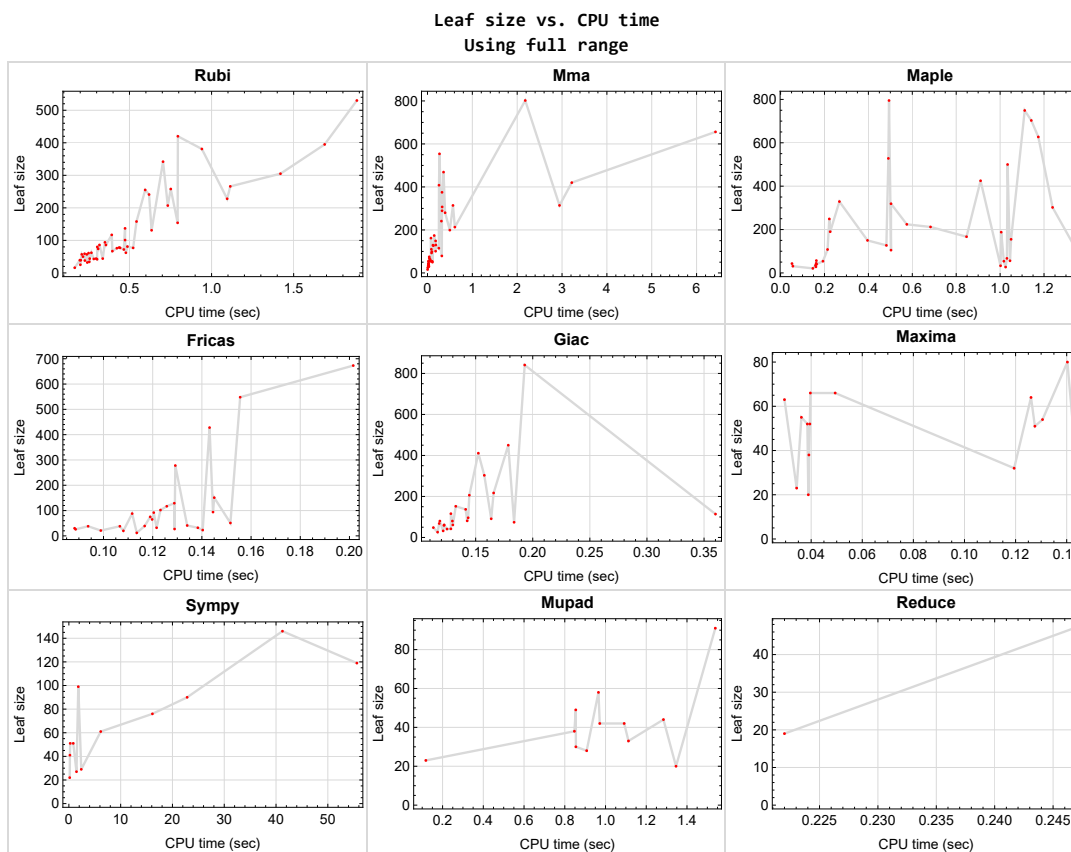 Leaf size vs. CPU time
Using full range
Rubi
Leaf size
500
400
300
200
100
0
0.5 1.0 1.5
CPU time (sec)
Mma
Leaf size
800
600
400
200
0
0 1 2 3 4 5 6
CPU time (sec)
Maple
Leaf size
800
600
400
200
0
0.0 0.2 0.4 0.6 0.8 1.0 1.2
CPU time (sec)
Fricas
Leaf size
700
600
500
400
300
200
100
0
0.10 0.12 0.14 0.16 0.18 0.20
CPU time (sec)
Giac
Leaf size
800
600
400
200
0
0.15 0.20 0.25 0.30 0.35
CPU time (sec)
Maxima
Leaf size
80
60
40
20
0
0.04 0.06 0.08 0.10 0.12 0.14
CPU time (sec)
Sympy
Leaf size
140
120
100
80
60
40
20
0
0 10 20 30 40 50
CPU time (sec)
Mupad
Leaf size
80
60
40
20
0
0.2 0.4 0.6 0.8 1.0 1.2 1.4
CPU time (sec)
Reduce
Leaf size
40
30
20
10
0
0.225 0.230 0.235 0.240 0.245
CPU time (sec)